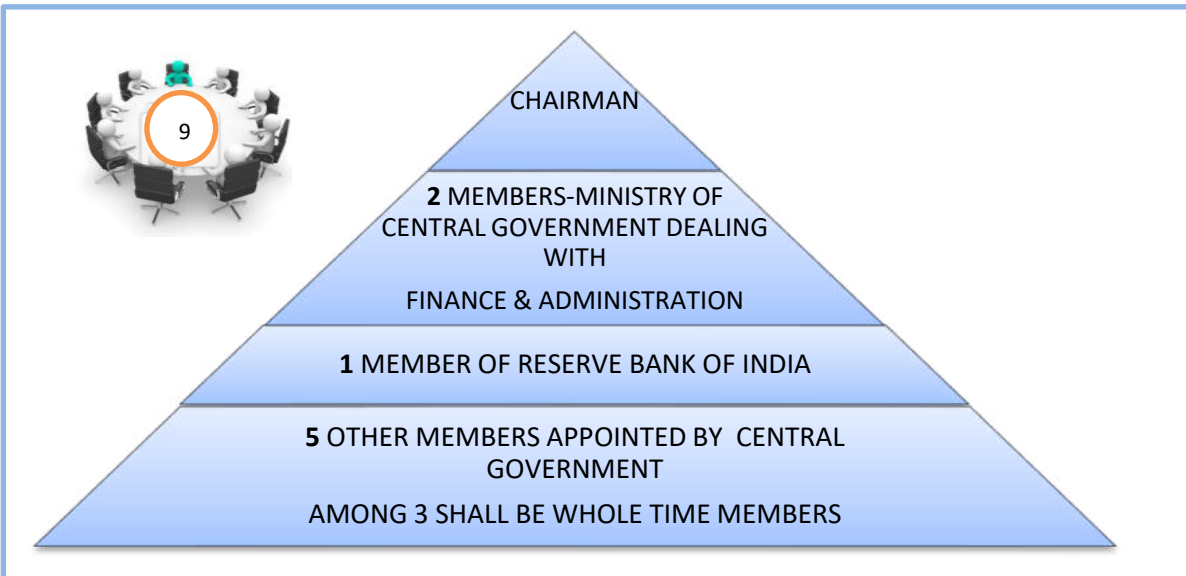 9
CHAIRMAN
2 MEMBERS-MINISTRY OF
CENTRAL GOVERNMENT DEALING
WITH
FINANCE & ADMINISTRATION
1 MEMBER OF RESERVE BANK OF INDIA
5 OTHER MEMBERS APPOINTED BY CENTRAL
GOVERNMENT
AMONG 3 SHALL BE WHOLE TIME MEMBERS